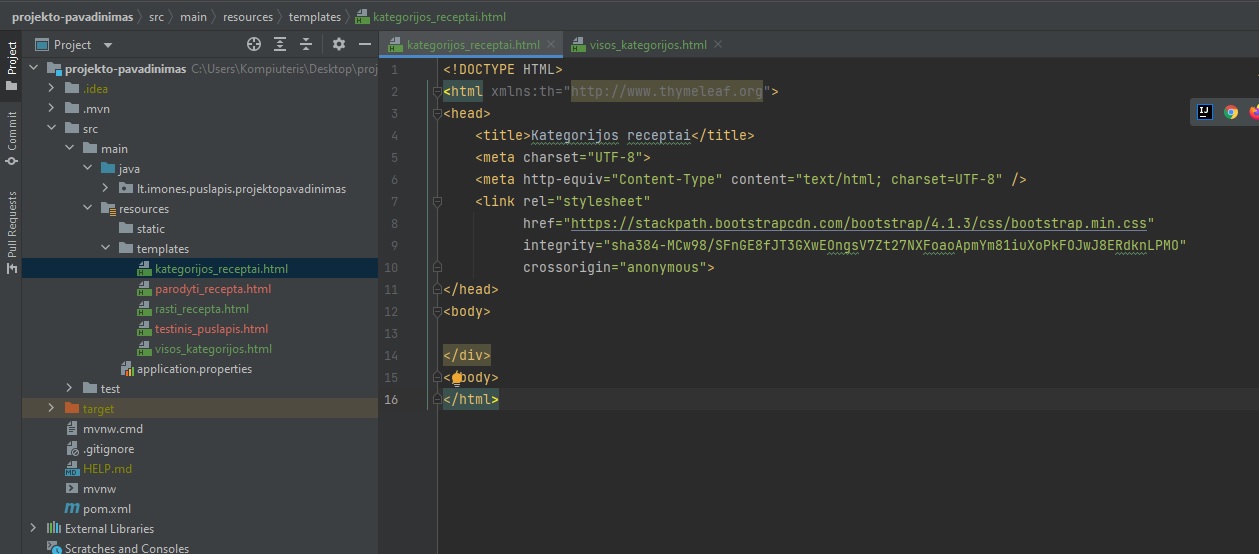 projekto-pavadinimas > src > main > resources > templates > kategorijos_receptai.html
Project
kategorijos_receptai.html
visos_kategorijos.html
Project
Commit
Pull Requests
projekto-pavadinimas C:\Users\Kompiuteris\Desktop\proj
.idea
.mvn
src
main
java
lt.imones.puslapis.projektopavadinimas
resources
static
templates
kategorijos_receptai.html
parodyti_recepta.html
rasti_recepta.html
testinis_puslapis.html
visos_kategorijos.html
application.properties
test
target
mvnw.cmd
.gitignore
HELP.md
mvnw
pom.xml
External Libraries
Scratches and Consoles
1 <!DOCTYPE HTML>
2 <html xmlns:th="http://www.thymeleaf.org">
3 <head>
4 <title>Kategorijos receptai</title>
5 <meta charset="UTF-8">
6 <meta http-equiv="Content-Type" content="text/html; charset=UTF-8" />
7 <link rel="stylesheet"
8 href="https://stackpath.bootstrapcdn.com/bootstrap/4.1.3/css/bootstrap.min.css"
9 integrity="sha384-MCw98/SFnGE8fJT3GXwEOngsV7Zt27NXFoaoApmYm81iuXoPkFOJwJ8ERdknLPMO"
10 crossorigin="anonymous">
11 </head>
12 <body>
13
14 </div>
15 </body>
16 </html>